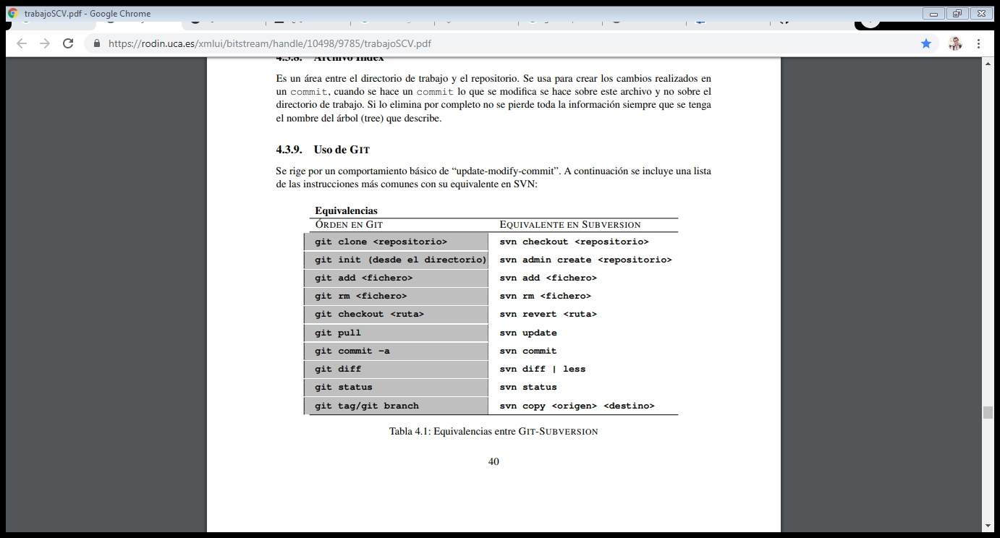 trabajoSCV.pdf - Google Chrome
https://rodin.uca.es/xmlui/bitstream/handle/10498/9785/trabajoSCV.pdf
4.3.8. Archivo Index
Es un área entre el directorio de trabajo y el repositorio. Se usa para crear los cambios realizados en
un commit, cuando se hace un commit lo que se modifica se hace sobre este archivo y no sobre el
directorio de trabajo. Si lo elimina por completo no se pierde toda la información siempre que se tenga
el nombre del árbol (tree) que describe.
4.3.9. Uso de GIT
Se rige por un comportamiento básico de “update-modify-commit”. A continuación se incluye una lista
de las instrucciones más comunes con su equivalente en SVN:
Equivalencias
ÓRDEN EN GIT EQUIVALENTE EN SUBVERSION
git clone <repositorio> svn checkout <repositorio>
git init (desde el directorio) svn admin create <repositorio>
git add <fichero> svn add <fichero>
git rm <fichero> svn rm <fichero>
git checkout <ruta> svn revert <ruta>
git pull svn update
git commit -a svn commit
git diff svn diff | less
git status svn status
git tag/git branch svn copy <origen> <destino>
Tabla 4.1: Equivalencias entre GIT-SUBVERSION
40